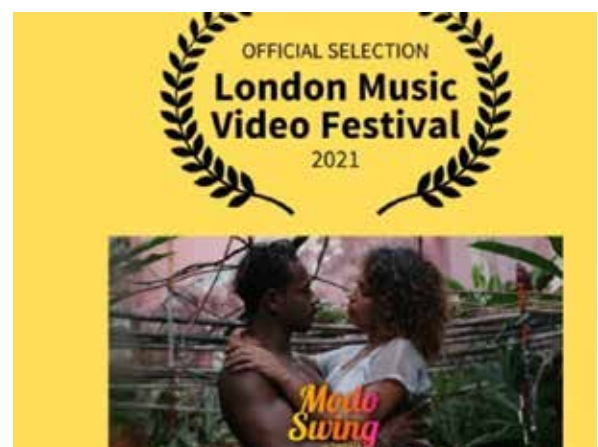 OFFICIAL SELECTION
London Music
Video Festival
2021
Modo
Swing